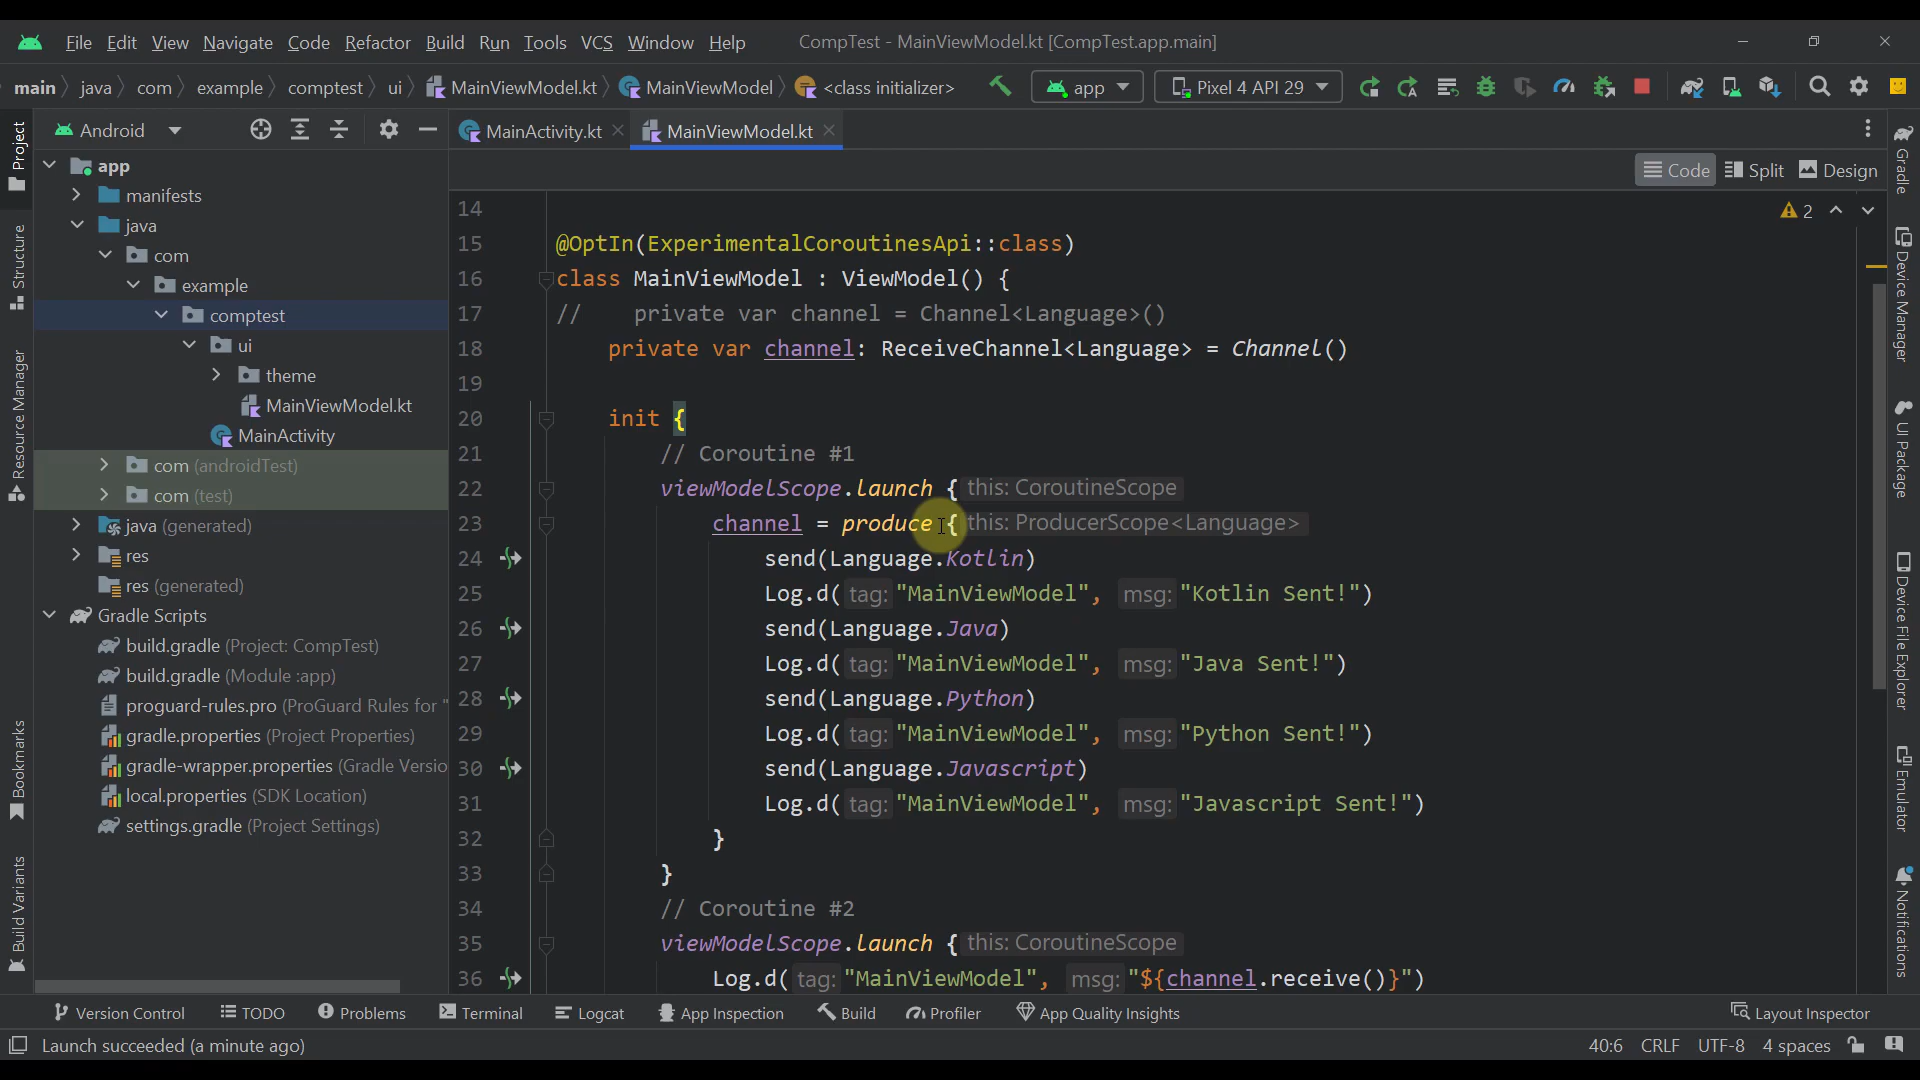 File Edit View Navigate Code Refactor Build Run Tools VCS Window Help CompTest - MainViewModel.kt [CompTest.app.main]
main java com example comptest ui MainViewModel.kt MainViewModel <class initializer> app Pixel 4 API 29
Android
MainActivity.kt MainViewModel.kt
Code Split Design
2
Project
Structure
Resource Manager
Bookmarks
Build Variants
app
manifests
java
com
example
comptest
ui
theme
MainViewModel.kt
MainActivity
com (androidTest)
com (test)
java (generated)
res
res (generated)
Gradle Scripts
build.gradle (Project: CompTest)
build.gradle (Module :app)
proguard-rules.pro (ProGuard Rules for "
gradle.properties (Project Properties)
gradle-wrapper.properties (Gradle Versio
local.properties (SDK Location)
settings.gradle (Project Settings)
14
15 @OptIn(ExperimentalCoroutinesApi::class)
16 class MainViewModel : ViewModel() {
17 // private var channel = Channel<Language>()
18 private var channel: ReceiveChannel<Language> = Channel()
19
20 init {
21 // Coroutine #1
22 viewModelScope.launch { this: CoroutineScope
23 channel = produce { this: ProducerScope<Language>
24 send(Language.Kotlin)
25 Log.d( tag: "MainViewModel", msg: "Kotlin Sent!")
26 send(Language.Java)
27 Log.d( tag: "MainViewModel", msg: "Java Sent!")
28 send(Language.Python)
29 Log.d( tag: "MainViewModel", msg: "Python Sent!")
30 send(Language.Javascript)
31 Log.d( tag: "MainViewModel", msg: "Javascript Sent!")
32 }
33 }
34 // Coroutine #2
35 viewModelScope.launch { this: CoroutineScope
36 Log.d( tag: "MainViewModel", msg: "${channel.receive()}")
Gradle
Device Manager
UI Package
Device File Explorer
Emulator
Notifications
Version Control TODO Problems Terminal Logcat App Inspection Build Profiler App Quality Insights Layout Inspector
Launch succeeded (a minute ago) 40:6 CRLF UTF-8 4 spaces